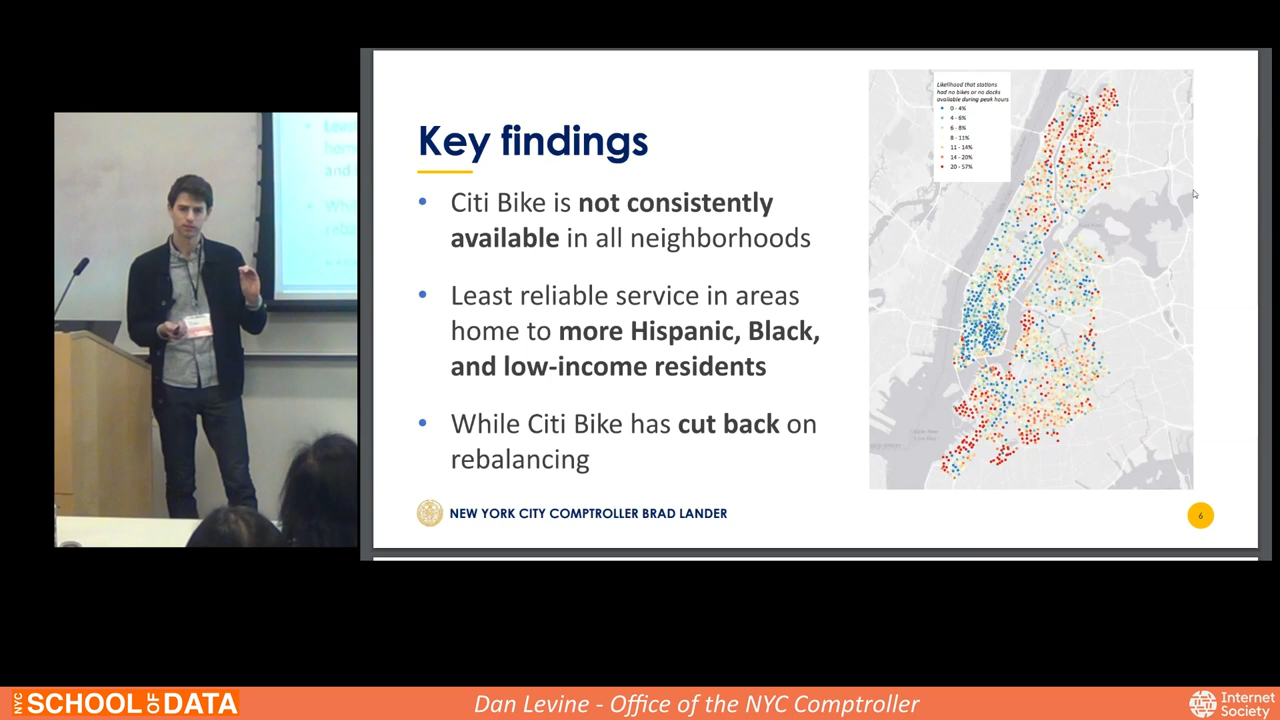 Key findings
• Citi Bike is not consistently
available in all neighborhoods
• Least reliable service in areas
home to more Hispanic, Black,
and low-income residents
• While Citi Bike has cut back on
rebalancing
NEW YORK CITY COMPTROLLER BRAD LANDER
6
Likelihood that stations
had no bikes or no docks
available during peak hours
0 - 4%
4 - 6%
6 - 8%
8 - 11%
11 - 14%
14 - 20%
20 - 57%
NYC SCHOOL OF DATA
Dan Levine - Office of the NYC Comptroller
Internet
Society